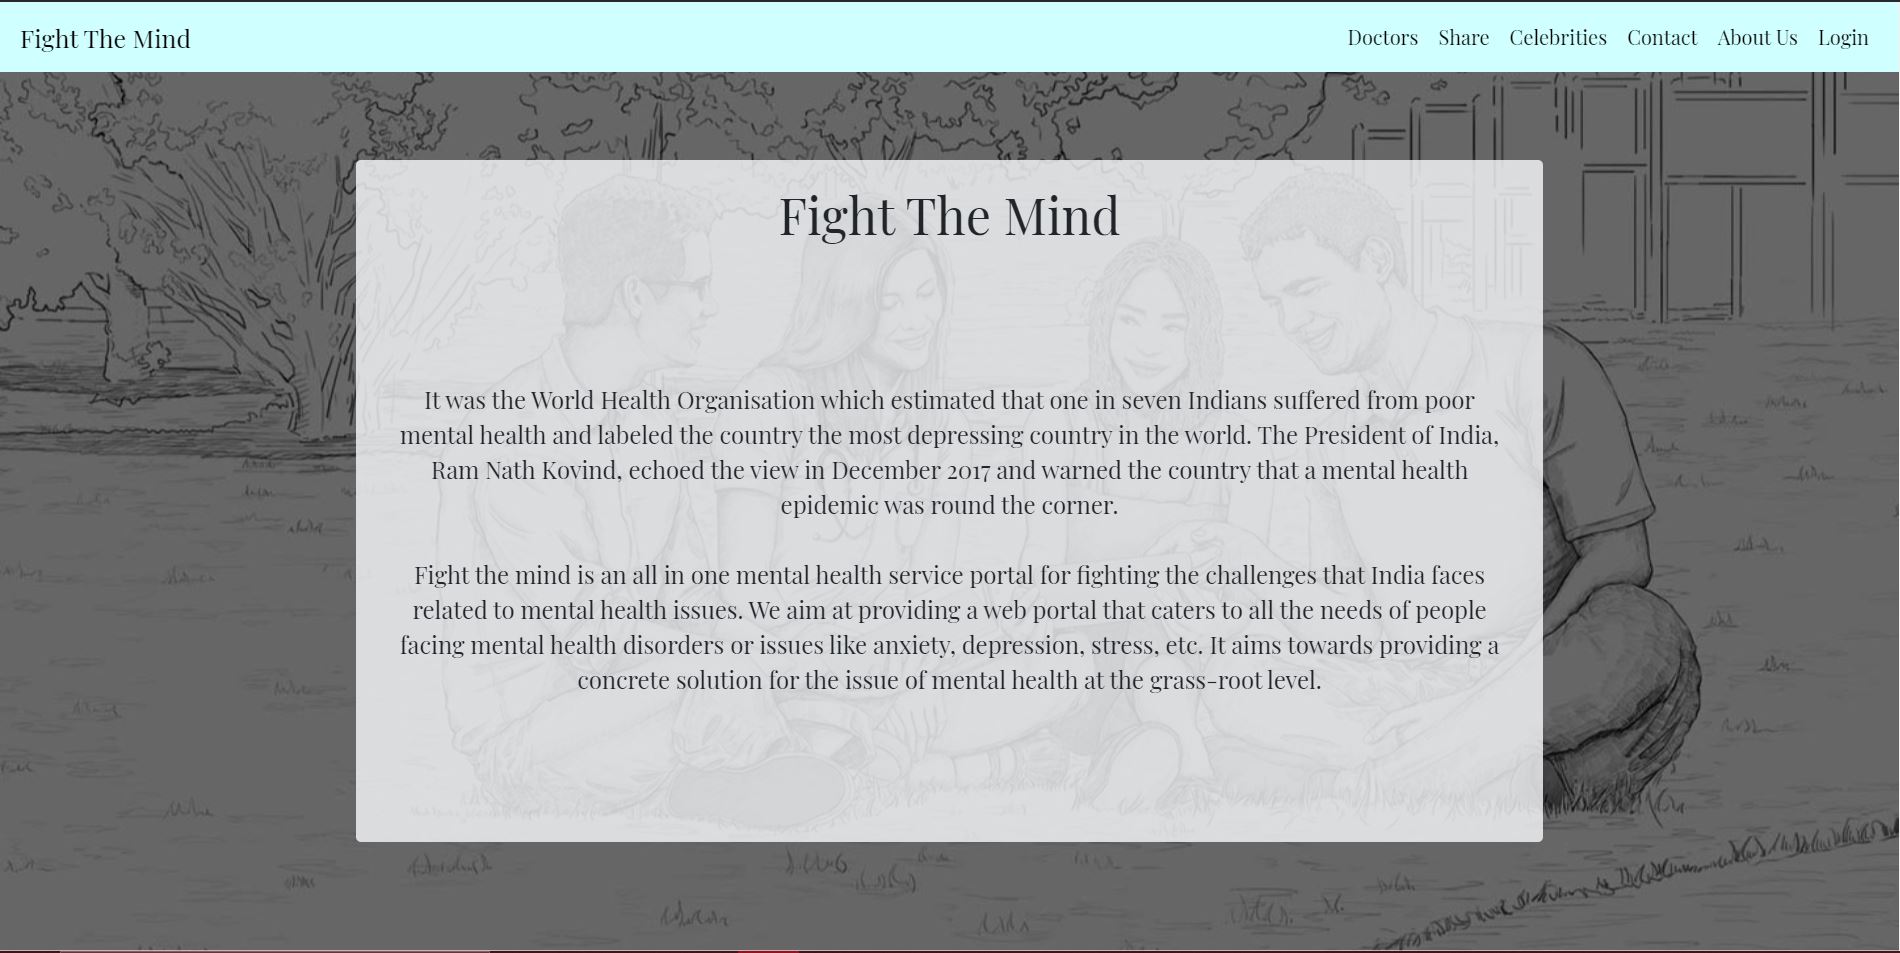 Fight The Mind
Doctors Share Celebrities Contact About Us Login
Fight The Mind
It was the World Health Organisation which estimated that one in seven Indians suffered from poor
mental health and labeled the country the most depressing country in the world. The President of India,
Ram Nath Kovind, echoed the view in December 2017 and warned the country that a mental health
epidemic was round the corner.
Fight the mind is an all in one mental health service portal for fighting the challenges that India faces
related to mental health issues. We aim at providing a web portal that caters to all the needs of people
facing mental health disorders or issues like anxiety, depression, stress, etc. It aims towards providing a
concrete solution for the issue of mental health at the grass-root level.